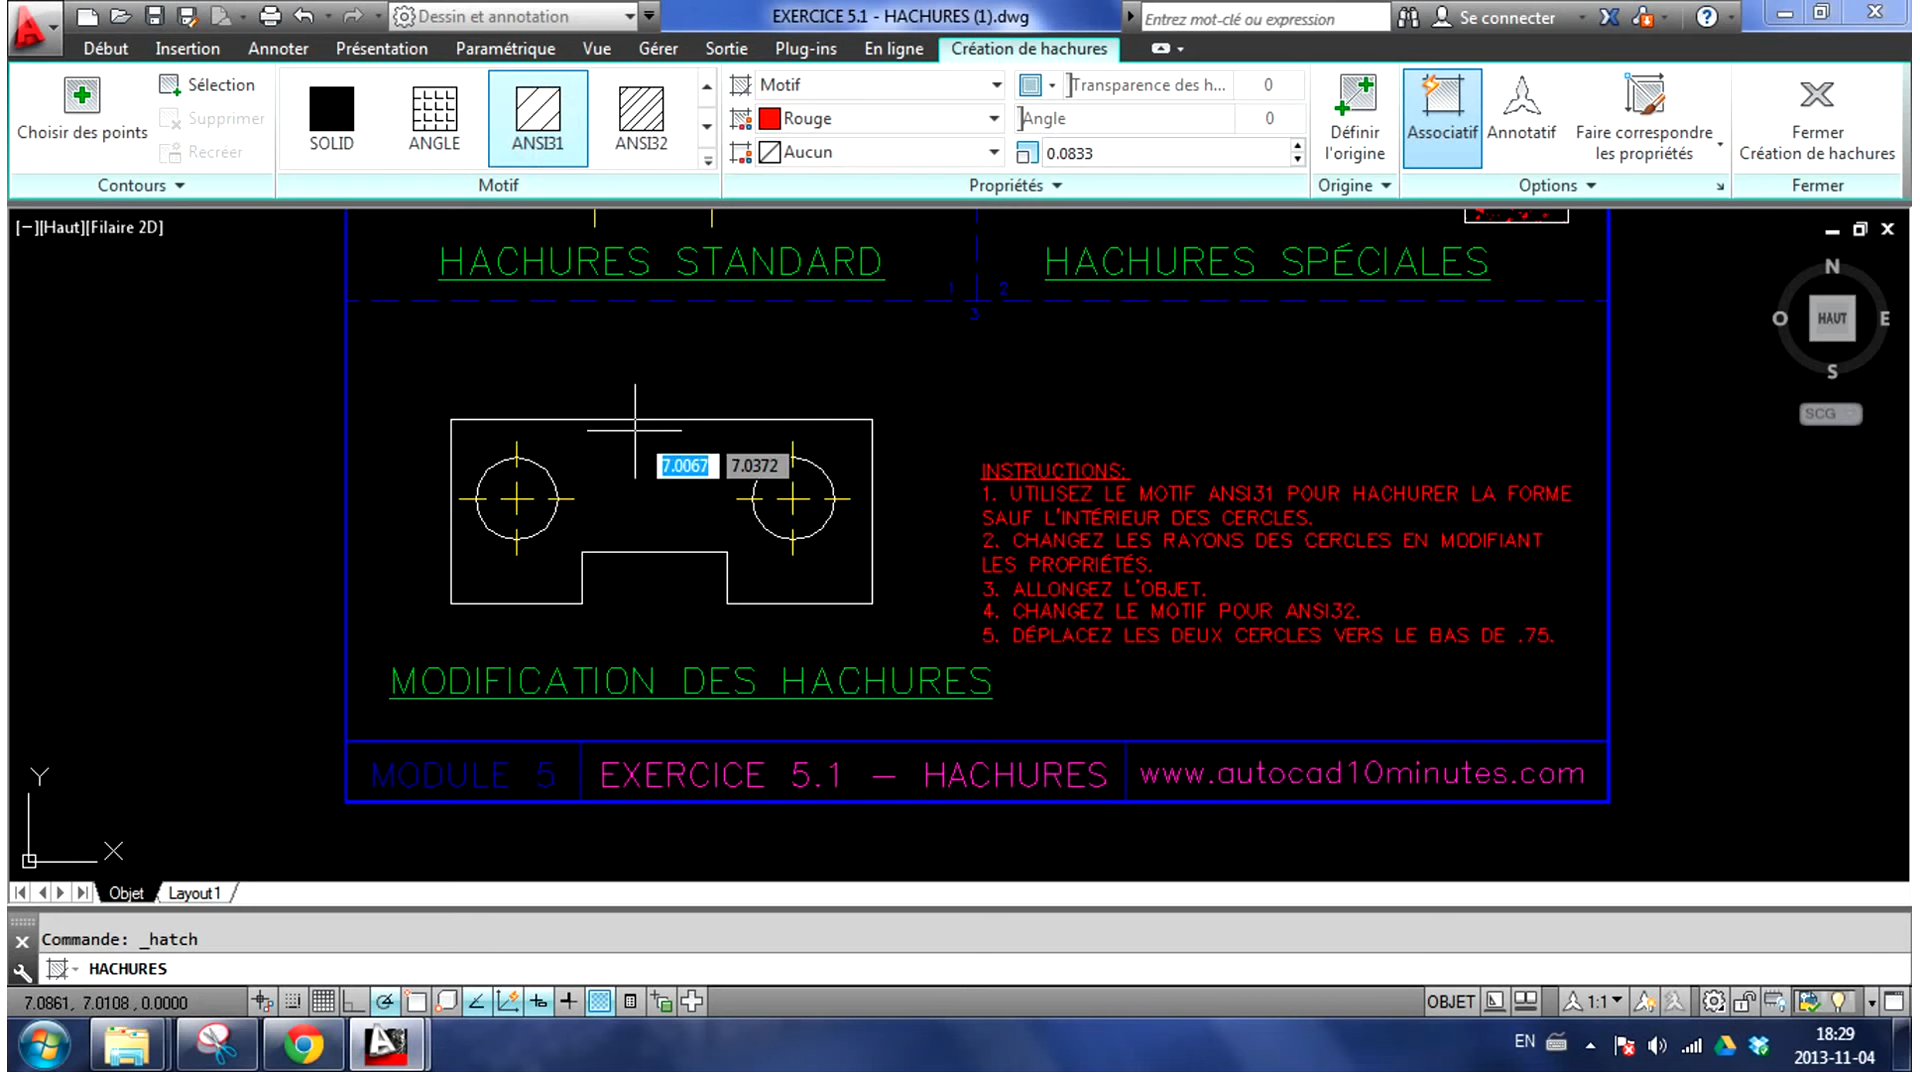 Dessin et annotation
EXERCICE 5.1 - HACHURES (1).dwg
Entrez mot-clé ou expression
Se connecter
Début Insertion Annoter Présentation Paramétrique Vue Gérer Sortie Plug-ins En ligne Création de hachures
Choisir des points
Sélection
Supprimer
Recréer
SOLID
ANGLE
ANSI31
ANSI32
Motif
Rouge
Aucun
Transparence des h... 0
Angle 0
0.0833
Définir
l'origine
Associatif
Annotatif
Faire correspondre
les propriétés
Fermer
Création de hachures
Contours Motif Propriétés Origine Options Fermer
[−][Haut][Filaire 2D]
HACHURES STANDARD
HACHURES SPÉCIALES
1 2
3
N
O HAUT E
S
SCG
7.0067 7.0372
INSTRUCTIONS:
1. UTILISEZ LE MOTIF ANSI31 POUR HACHURER LA FORME
SAUF L'INTÉRIEUR DES CERCLES.
2. CHANGEZ LES RAYONS DES CERCLES EN MODIFIANT
LES PROPRIÉTÉS.
3. ALLONGEZ L'OBJET.
4. CHANGEZ LE MOTIF POUR ANSI32.
5. DÉPLACEZ LES DEUX CERCLES VERS LE BAS DE .75.
MODIFICATION DES HACHURES
MODULE 5
EXERCICE 5.1 – HACHURES
www.autocad10minutes.com
Y
X
Objet Layout1
Commande: _hatch
HACHURES
7.0861, 7.0108 , 0.0000
OBJET
1:1
EN
18:29
2013-11-04